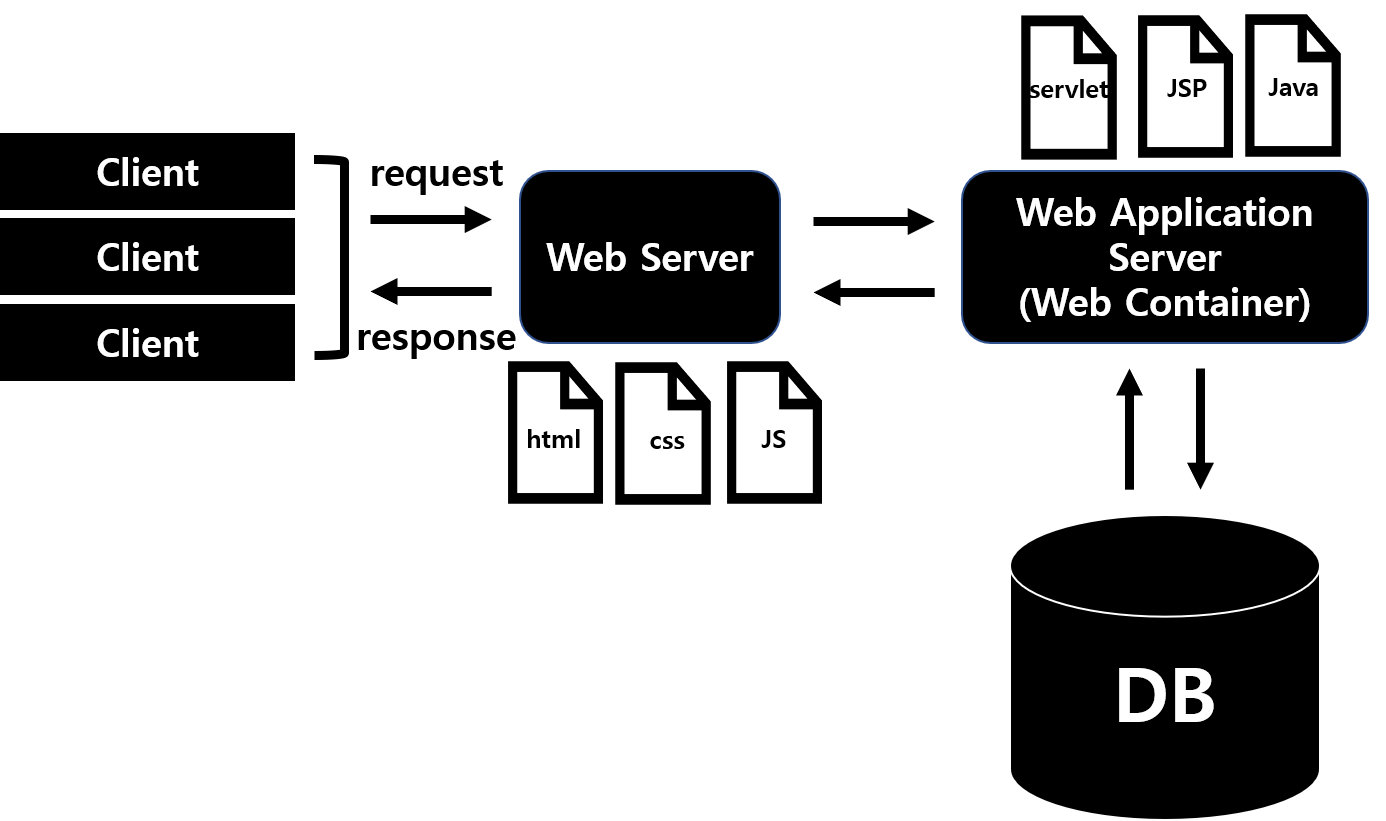 Client
Client
Client
request
response
Web Server
html
css
JS
servlet
JSP
Java
Web Application
Server
(Web Container)
DB